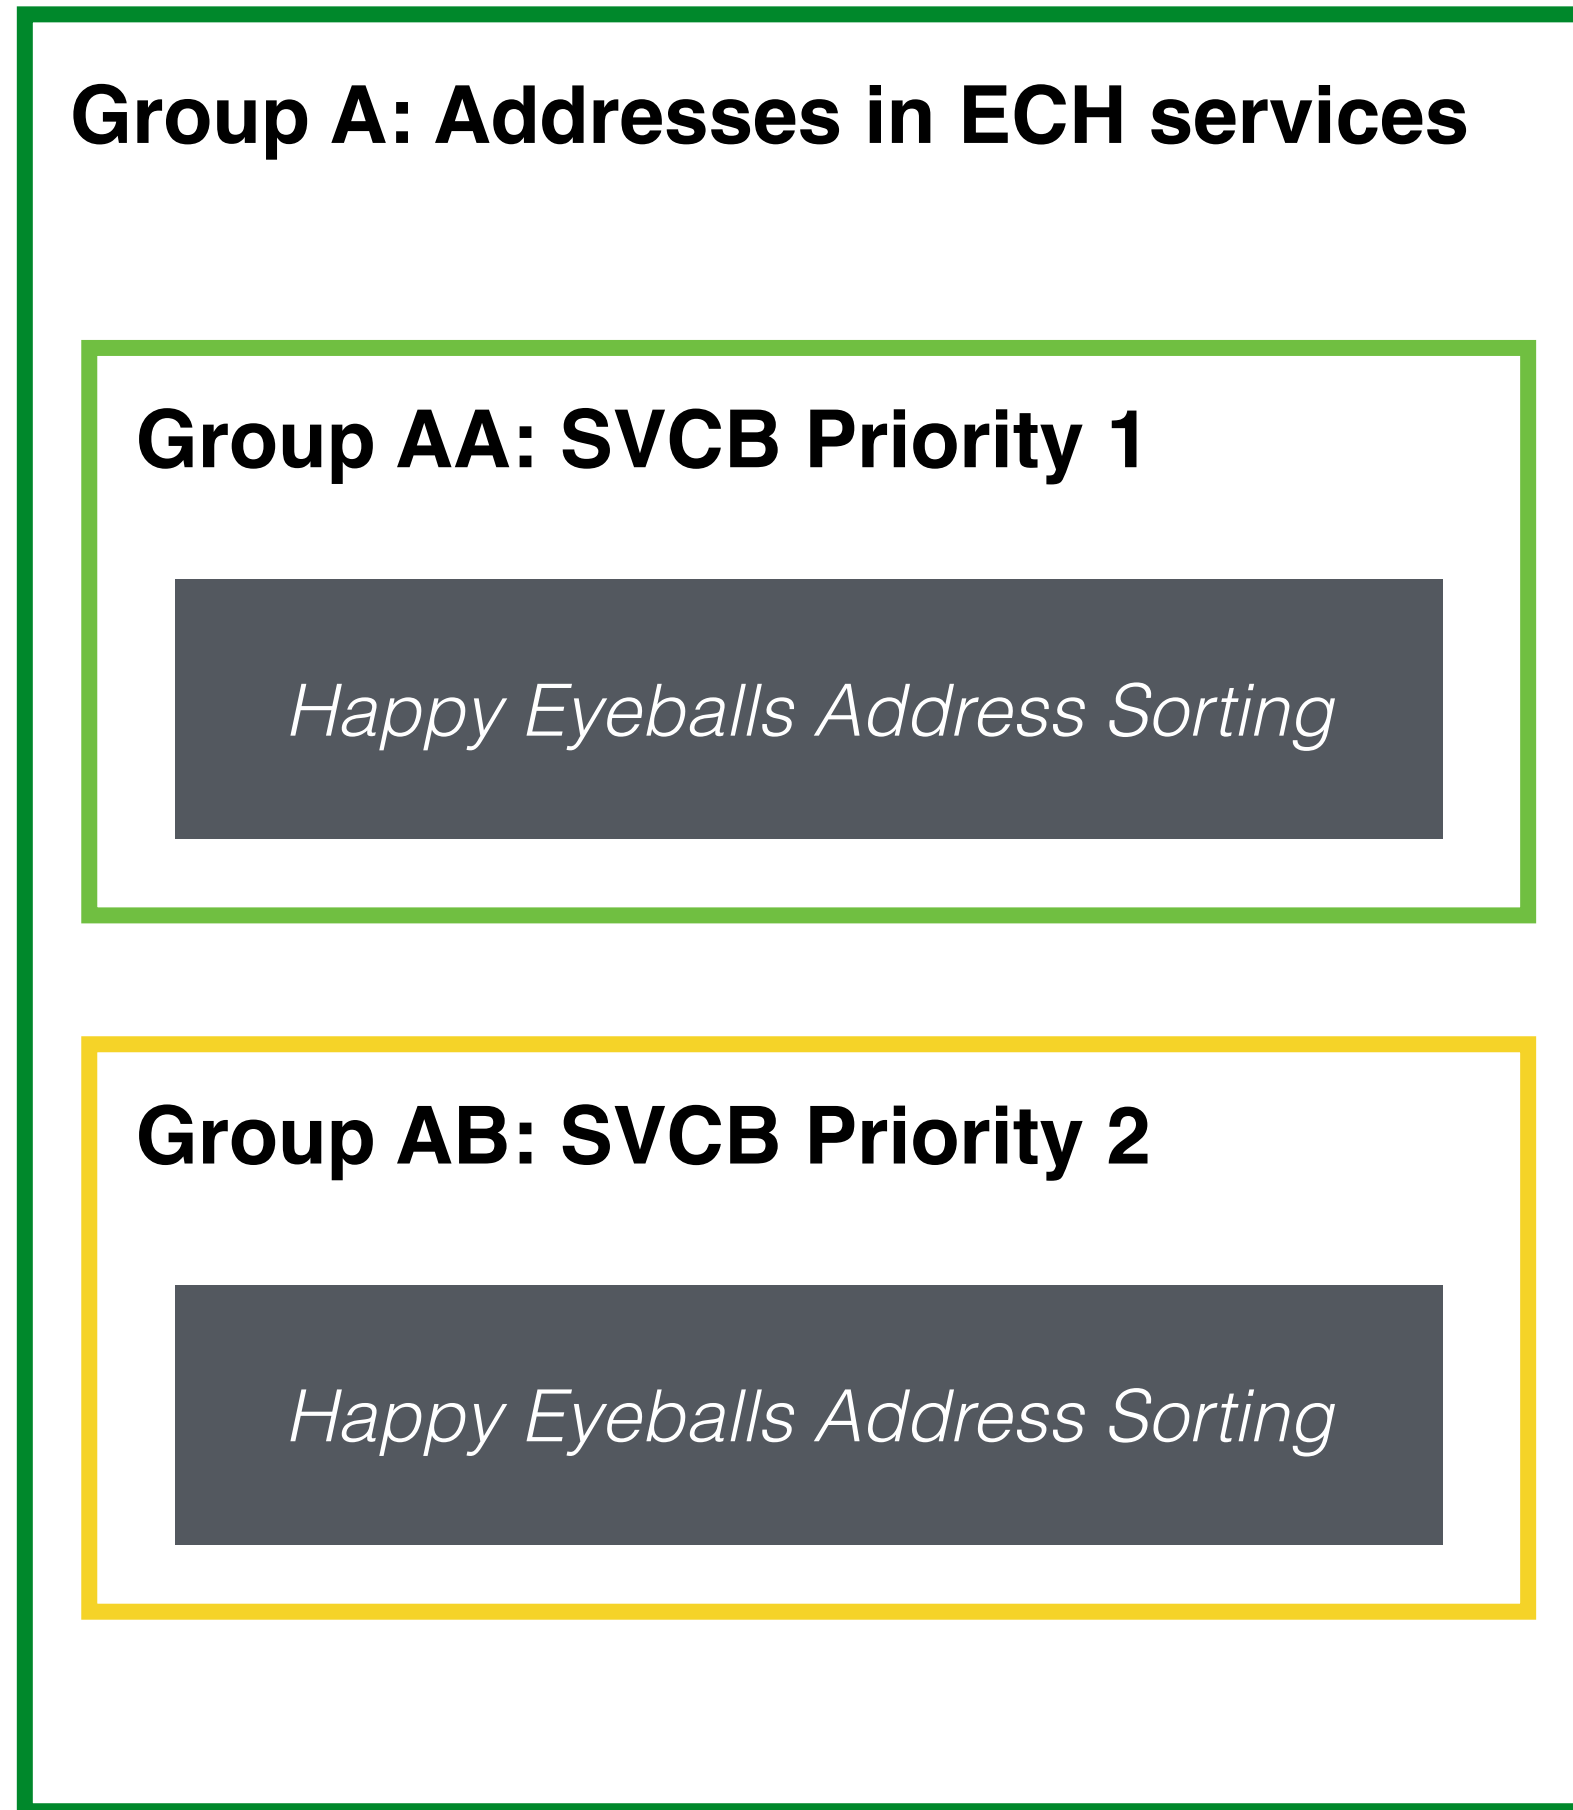 Group A: Addresses in ECH services
Group AA: SVCB Priority 1
Happy Eyeballs Address Sorting
Group AB: SVCB Priority 2
Happy Eyeballs Address Sorting